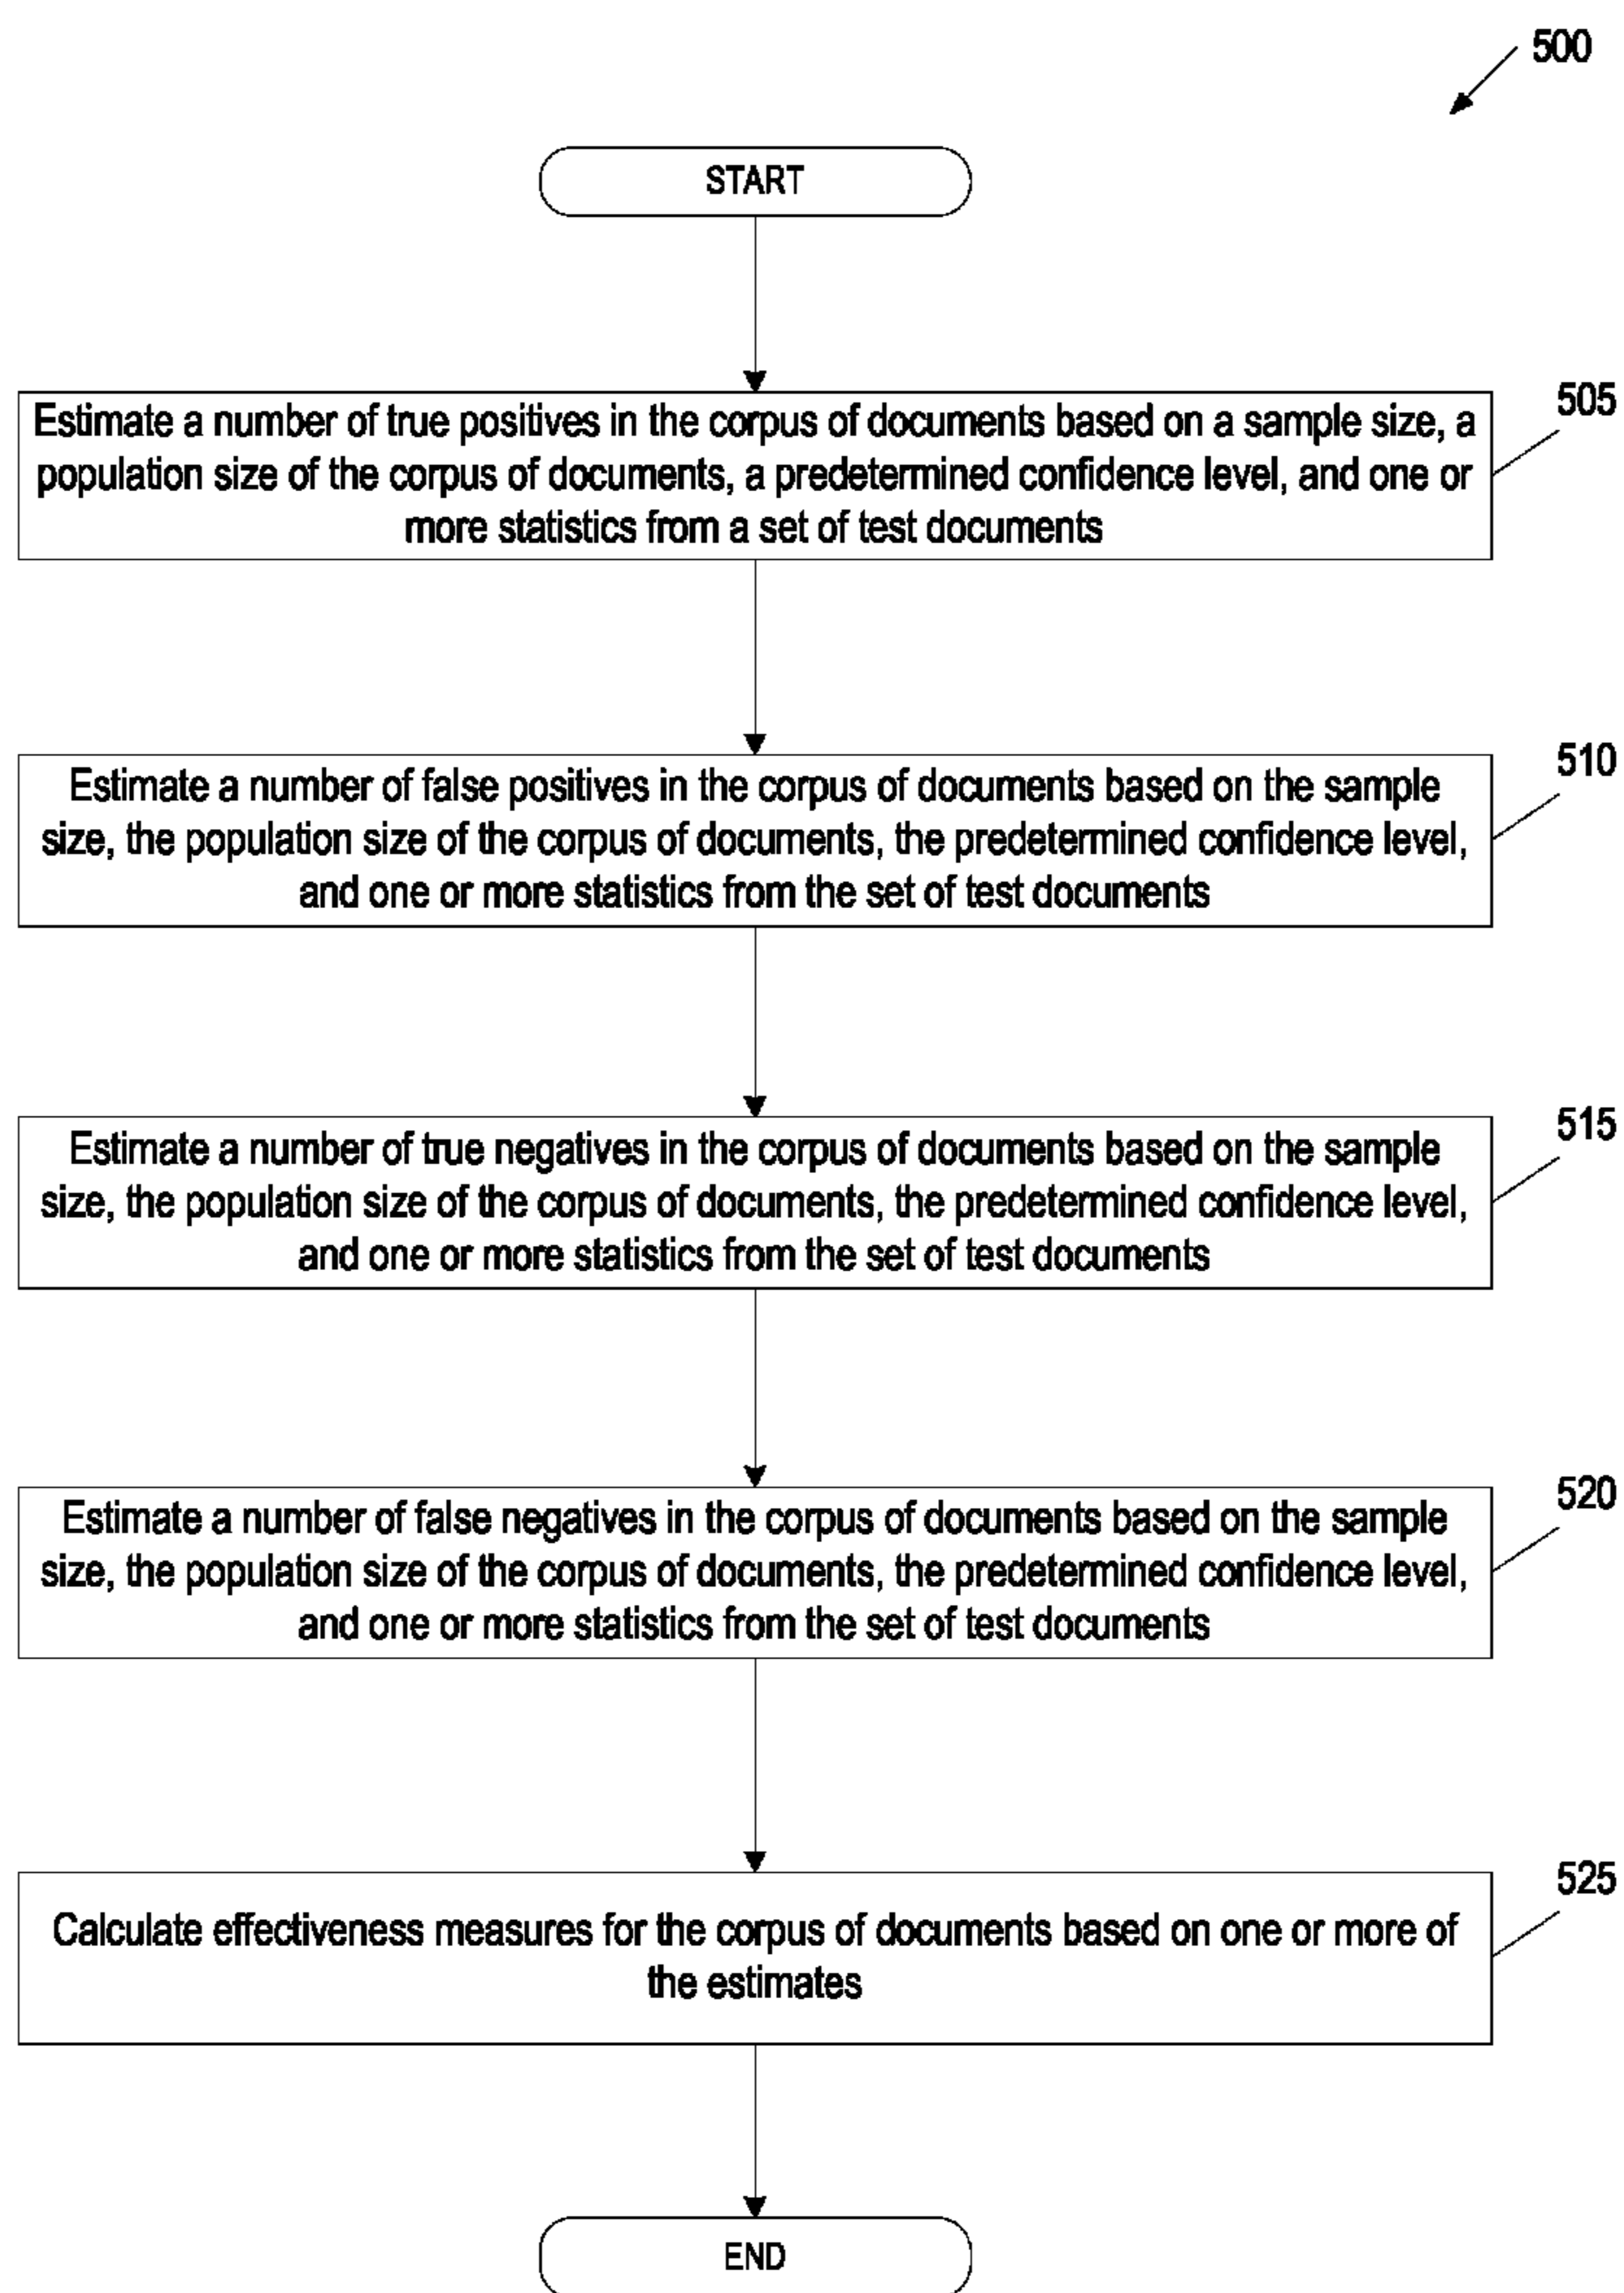 500
START
505
Estimate a number of true positives in the corpus of documents based on a sample size, a
population size of the corpus of documents, a predetermined confidence level, and one or
more statistics from a set of test documents
510
Estimate a number of false positives in the corpus of documents based on the sample
size, the population size of the corpus of documents, the predetermined confidence level,
and one or more statistics from the set of test documents
515
Estimate a number of true negatives in the corpus of documents based on the sample
size, the population size of the corpus of documents, the predetermined confidence level,
and one or more statistics from the set of test documents
520
Estimate a number of false negatives in the corpus of documents based on the sample
size, the population size of the corpus of documents, the predetermined confidence level,
and one or more statistics from the set of test documents
525
Calculate effectiveness measures for the corpus of documents based on one or more of
the estimates
END